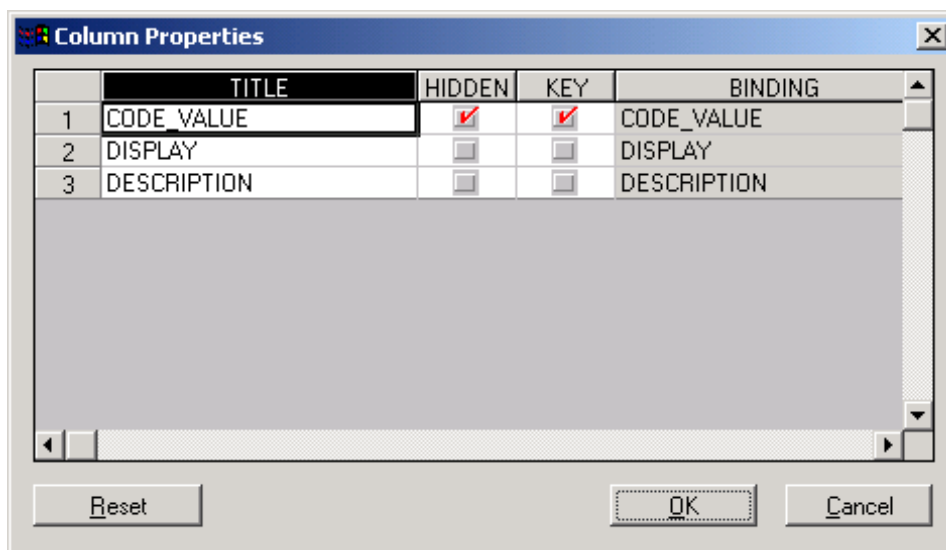 Column Properties
TITLE HIDDEN KEY BINDING
1 CODE_VALUE CODE_VALUE
2 DISPLAY DISPLAY
3 DESCRIPTION DESCRIPTION
Reset OK Cancel